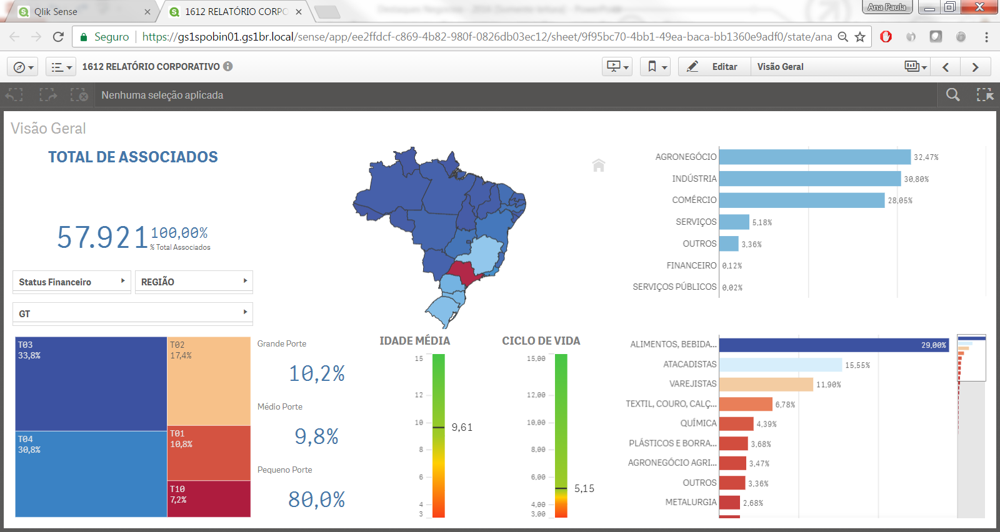 Qlik Sense
1612 RELATÓRIO CORPO
Ana Paula
Seguro
https://gs1spobin01.gs1br.local/sense/app/ee2ffdcf-c869-4b82-980f-0826db03ec12/sheet/9f95bc70-4bb1-49ea-baca-bb1360e9adf0/state/ana
1612 RELATÓRIO CORPORATIVO
Editar
Visão Geral
Nenhuma seleção aplicada
Visão Geral
TOTAL DE ASSOCIADOS
57.921
100,00%
% Total Associados
Status Financeiro
REGIÃO
GT
T03
33,8%
T02
17,4%
T04
30,8%
T01
10,8%
T10
7,2%
Grande Porte
10,2%
Médio Porte
9,8%
Pequeno Porte
80,0%
IDADE MÉDIA
15
12
10
8
6
4
3
9,61
CICLO DE VIDA
15,00
12,00
10,00
8,00
6,00
4,00
3,00
5,15
AGRONEGÓCIO 32,47%
INDÚSTRIA 30,80%
COMÉRCIO 28,05%
SERVIÇOS 5,18%
OUTROS 3,36%
FINANCEIRO 0,12%
SERVIÇOS PÚBLICOS 0,02%
ALIMENTOS, BEBIDA... 29,00%
ATACADISTAS 15,55%
VAREJISTAS 11,90%
TEXTIL, COURO, CALÇ... 6,78%
QUÍMICA 4,39%
PLÁSTICOS E BORRA... 3,68%
AGRONEGÓCIO AGRI... 3,47%
OUTROS 3,36%
METALURGIA 2,68%